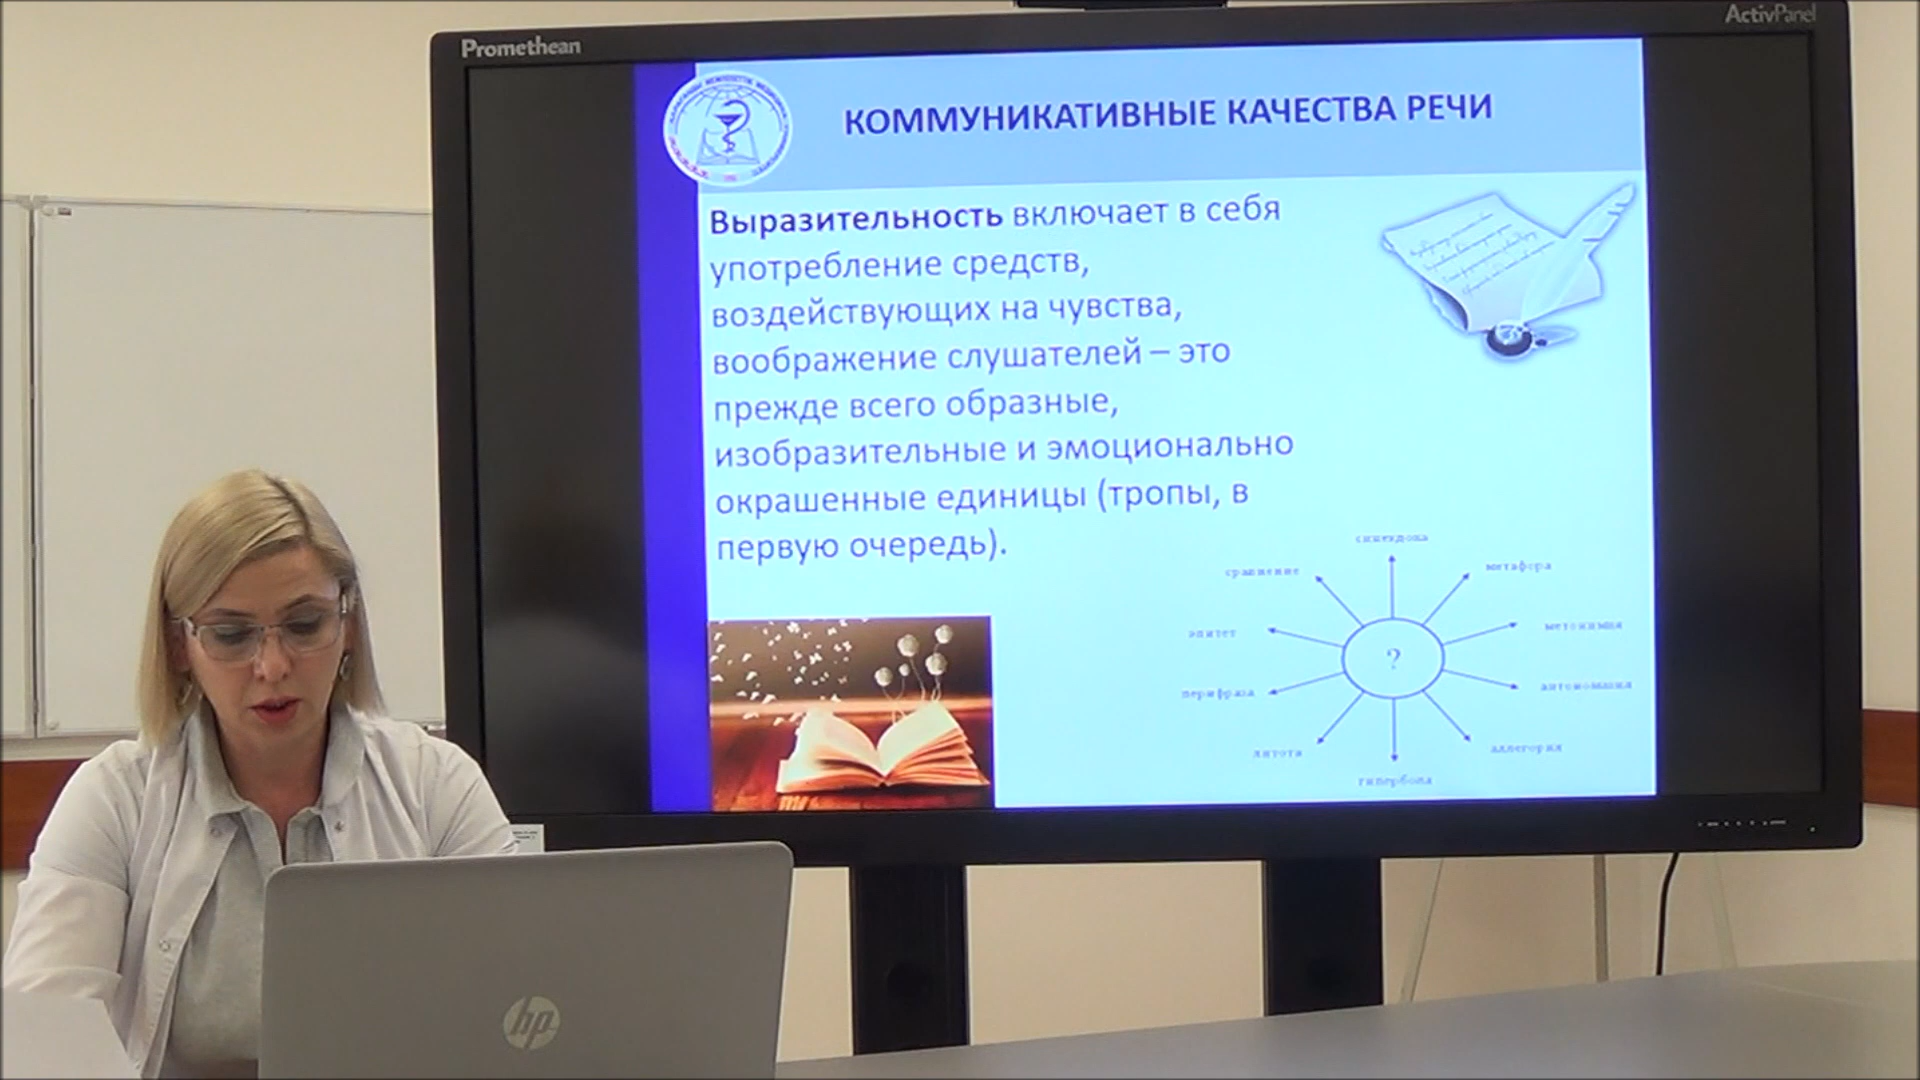 Promethean
ActivPanel
КОММУНИКАТИВНЫЕ КАЧЕСТВА РЕЧИ
Выразительность включает в себя
употребление средств,
воздействующих на чувства,
воображение слушателей – это
прежде всего образные,
изобразительные и эмоционально
окрашенные единицы (тропы, в
первую очередь).
синекдоха
сравнение
метафора
эпитет
метонимия
?
перифраза
антономазия
литота
аллегория
гипербола
hp